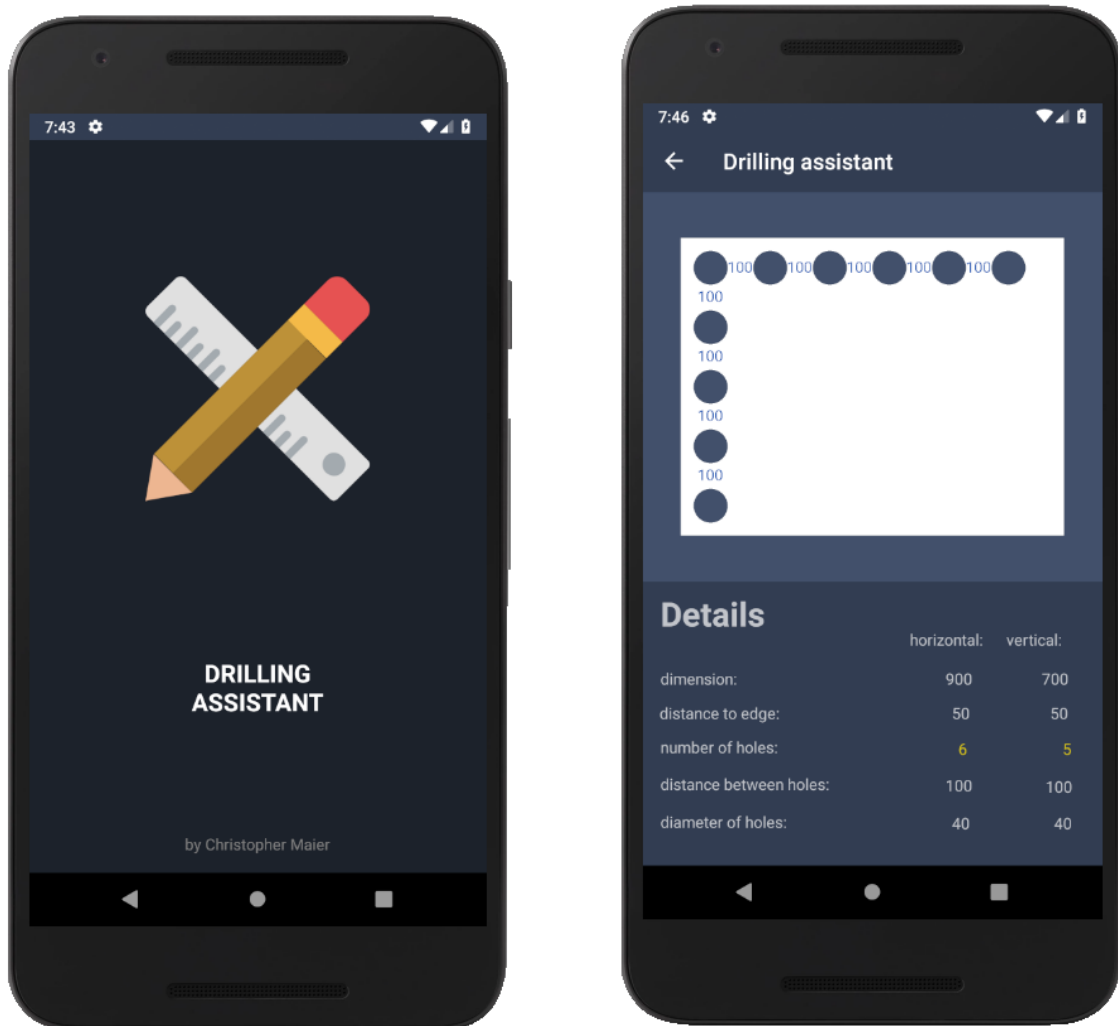 7:43
DRILLING
ASSISTANT
by Christopher Maier
7:46
Drilling assistant
100 100 100 100 100
100
100
100
100
Details
horizontal: vertical:
dimension: 900 700
distance to edge: 50 50
number of holes: 6 5
distance between holes: 100 100
diameter of holes: 40 40